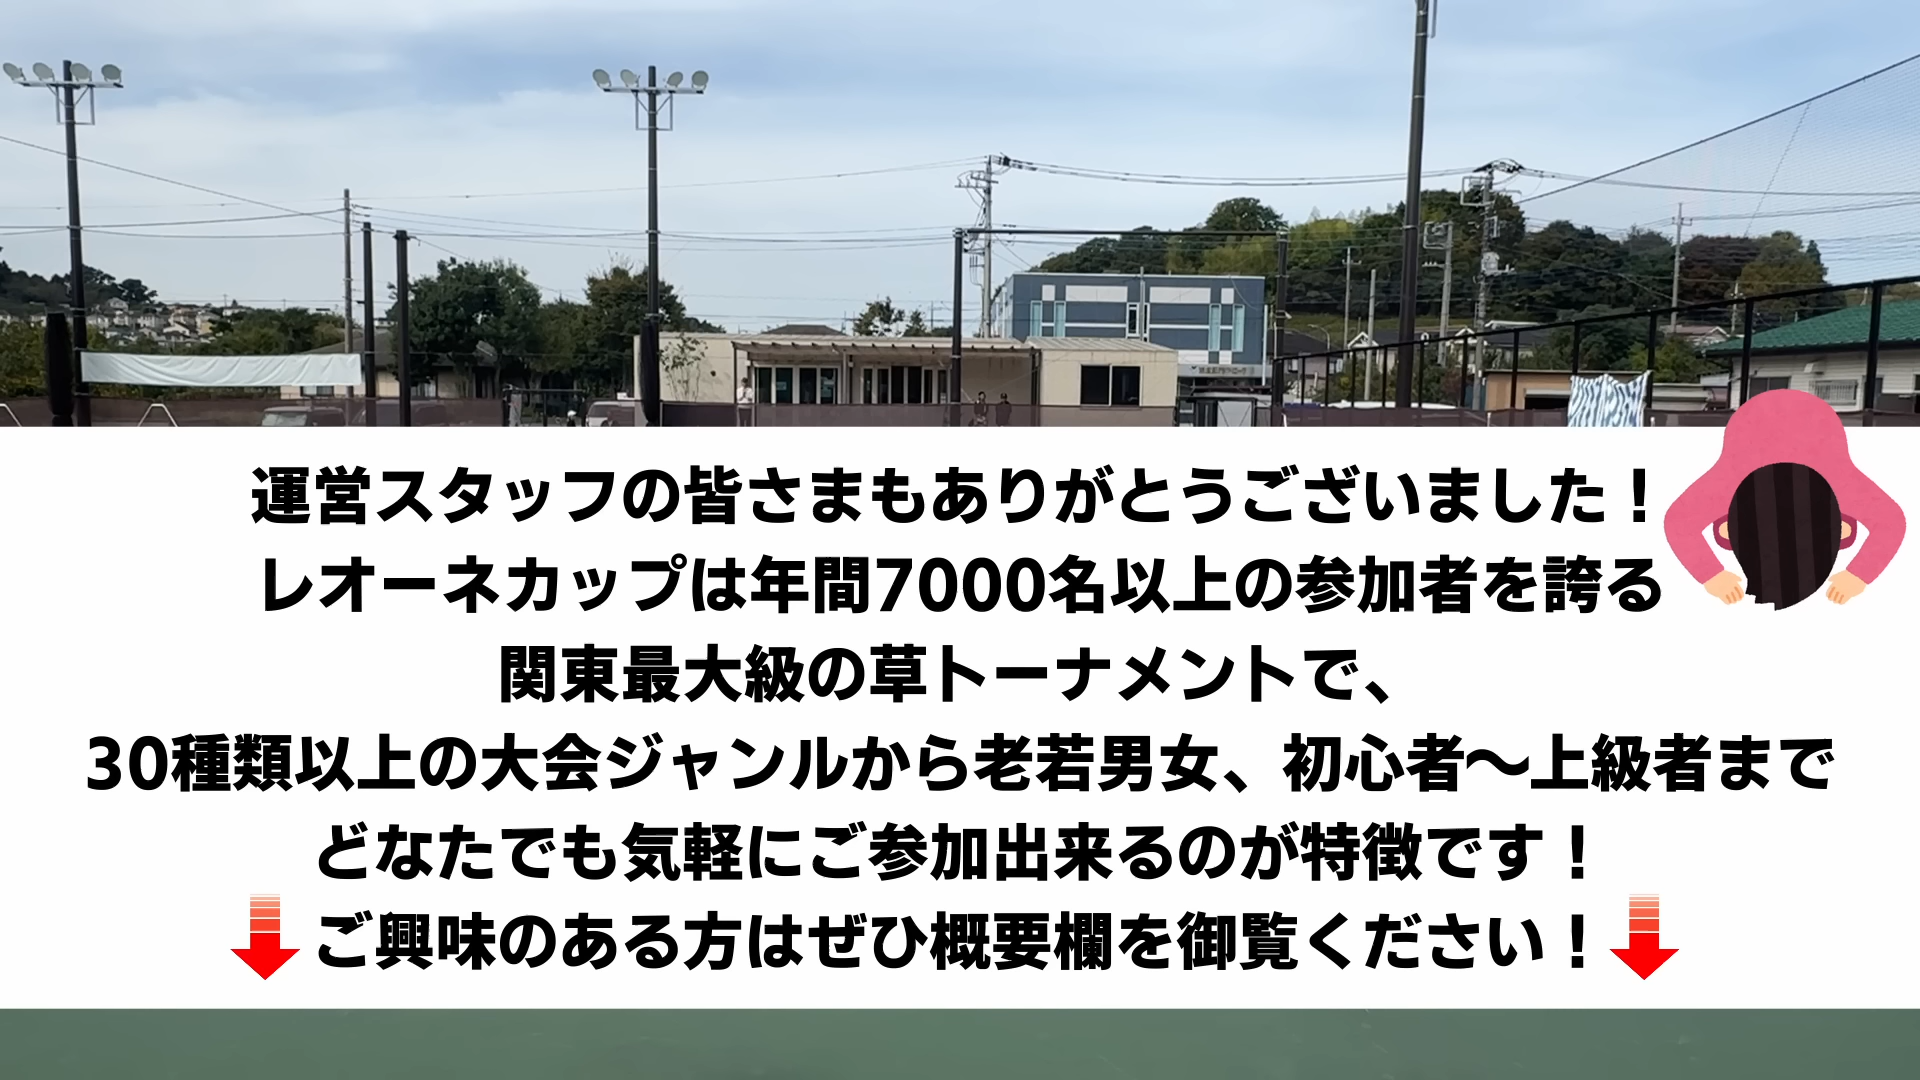 運営スタッフの皆さまもありがとうございました！
レオーネカップは年間7000名以上の参加者を誇る
関東最大級の草トーナメントで、
30種類以上の大会ジャンルから老若男女、初心者～上級者まで
どなたでも気軽にご参加出来るのが特徴です！
ご興味のある方はぜひ概要欄を御覧ください！